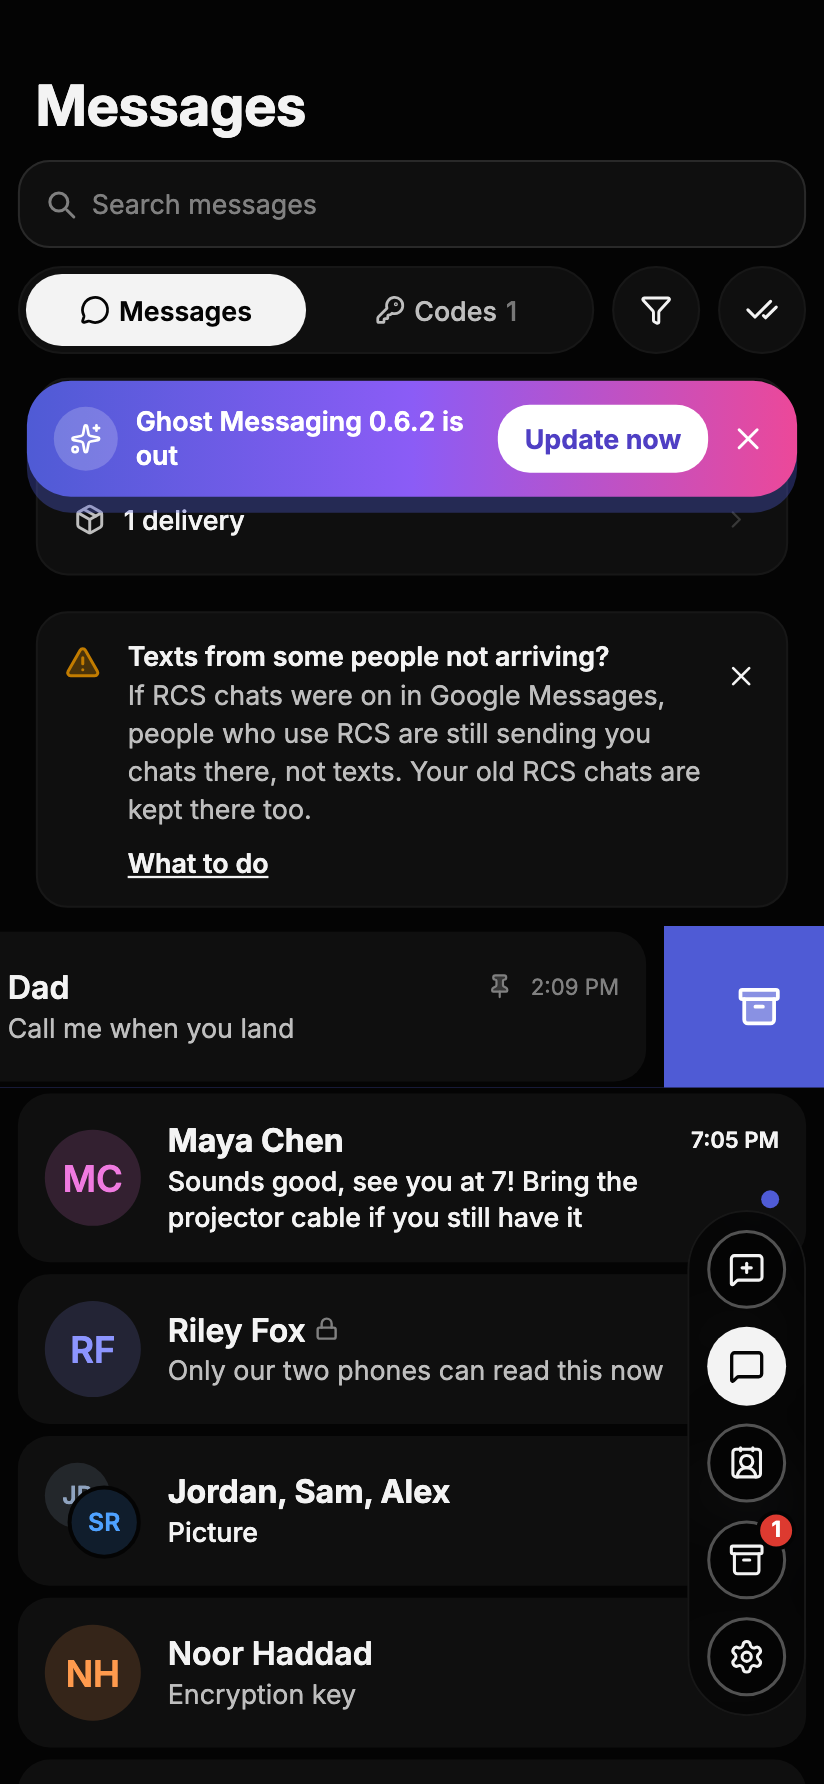 Messages
Search messages
Messages
Codes 1
Ghost Messaging 0.6.2 is
out
Update now
1 delivery
Texts from some people not arriving?
If RCS chats were on in Google Messages,
people who use RCS are still sending you
chats there, not texts. Your old RCS chats are
kept there too.
What to do
Dad
2:09 PM
Call me when you land
MC
Maya Chen
7:05 PM
Sounds good, see you at 7! Bring the
projector cable if you still have it
RF
Riley Fox
Only our two phones can read this now
SR
Jordan, Sam, Alex
Picture
1
NH
Noor Haddad
Encryption key